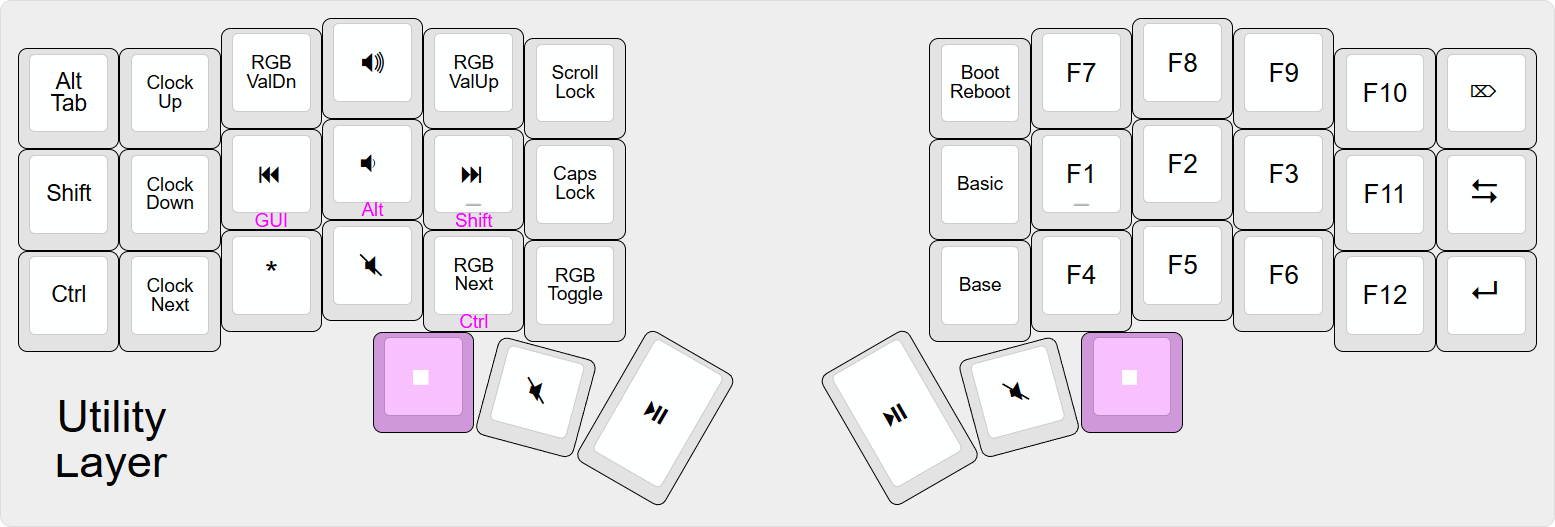 Alt
Tab
Clock
Up
RGB
ValDn
RGB
ValUp
Scroll
Lock
Boot
Reboot
F7
F8
F9
F10
Shift
Clock
Down
GUI
Alt
Shift
Caps
Lock
Basic
F1
F2
F3
F11
Ctrl
Clock
Next
*
RGB
Next
Ctrl
RGB
Toggle
Base
F4
F5
F6
F12
Utility
Layer